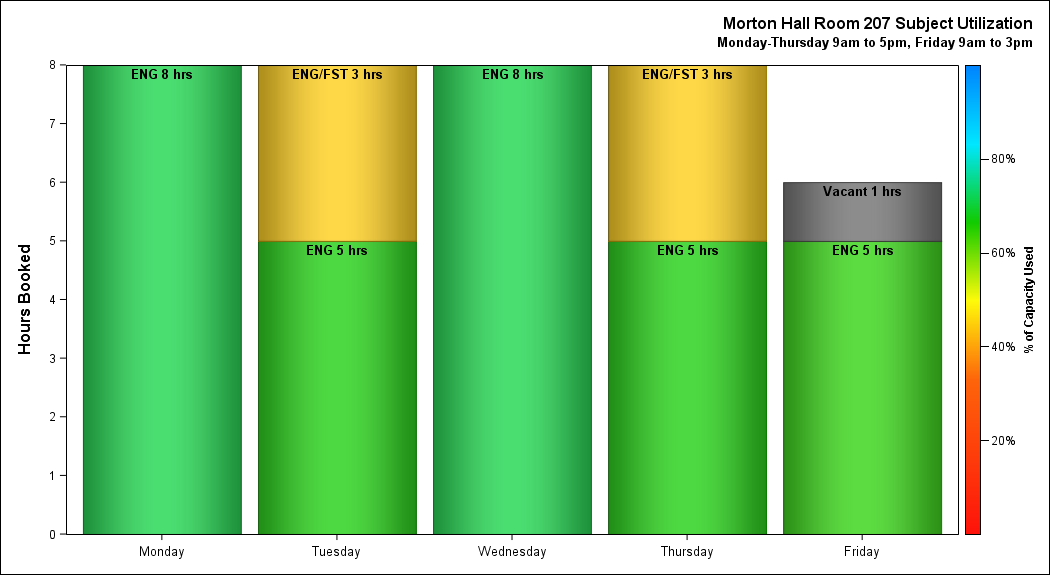 Morton Hall Room 207 Subject Utilization
Monday-Thursday 9am to 5pm, Friday 9am to 3pm
Hours Booked
8
7
6
5
4
3
2
1
0
ENG 8 hrs
ENG/FST 3 hrs
ENG 5 hrs
ENG 8 hrs
ENG/FST 3 hrs
ENG 5 hrs
Vacant 1 hrs
ENG 5 hrs
Monday
Tuesday
Wednesday
Thursday
Friday
80%
60%
40%
20%
% of Capacity Used